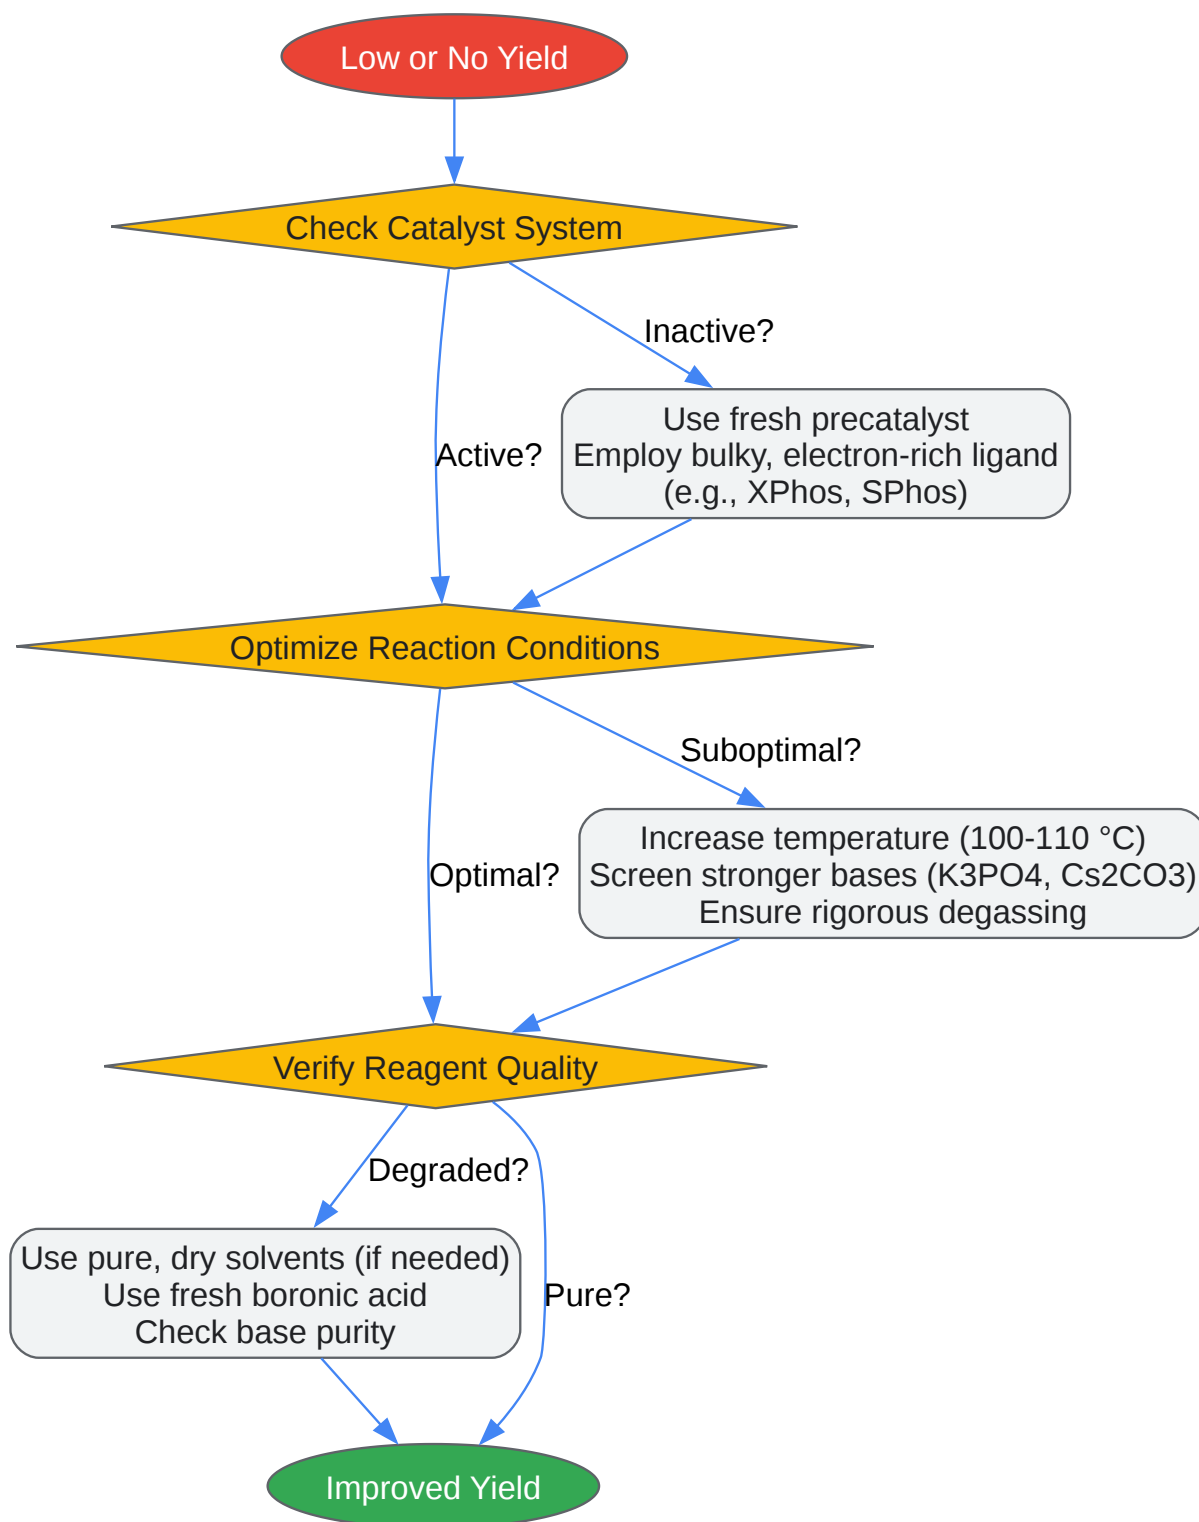 Low or No Yield
Check Catalyst System
Inactive?
Use fresh precatalyst
Employ bulky, electron-rich ligand
(e.g., XPhos, SPhos)
Active?
Optimize Reaction Conditions
Suboptimal?
Increase temperature (100-110 °C)
Screen stronger bases (K3PO4, Cs2CO3)
Ensure rigorous degassing
Optimal?
Verify Reagent Quality
Degraded?
Use pure, dry solvents (if needed)
Use fresh boronic acid
Check base purity
Pure?
Improved Yield